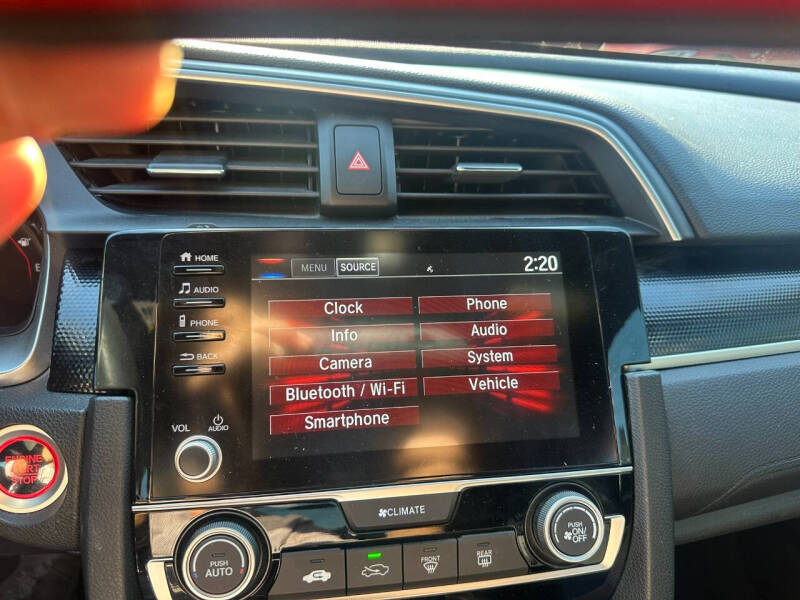 HOME
MENU
SOURCE
2:20
AUDIO
PHONE
BACK
Clock
Phone
Info
Audio
Camera
System
Bluetooth / Wi-Fi
Vehicle
Smartphone
VOL
AUDIO
ENGINE
START
STOP
CLIMATE
PUSH
AUTO
FRONT
REAR
PUSH
ON/
OFF